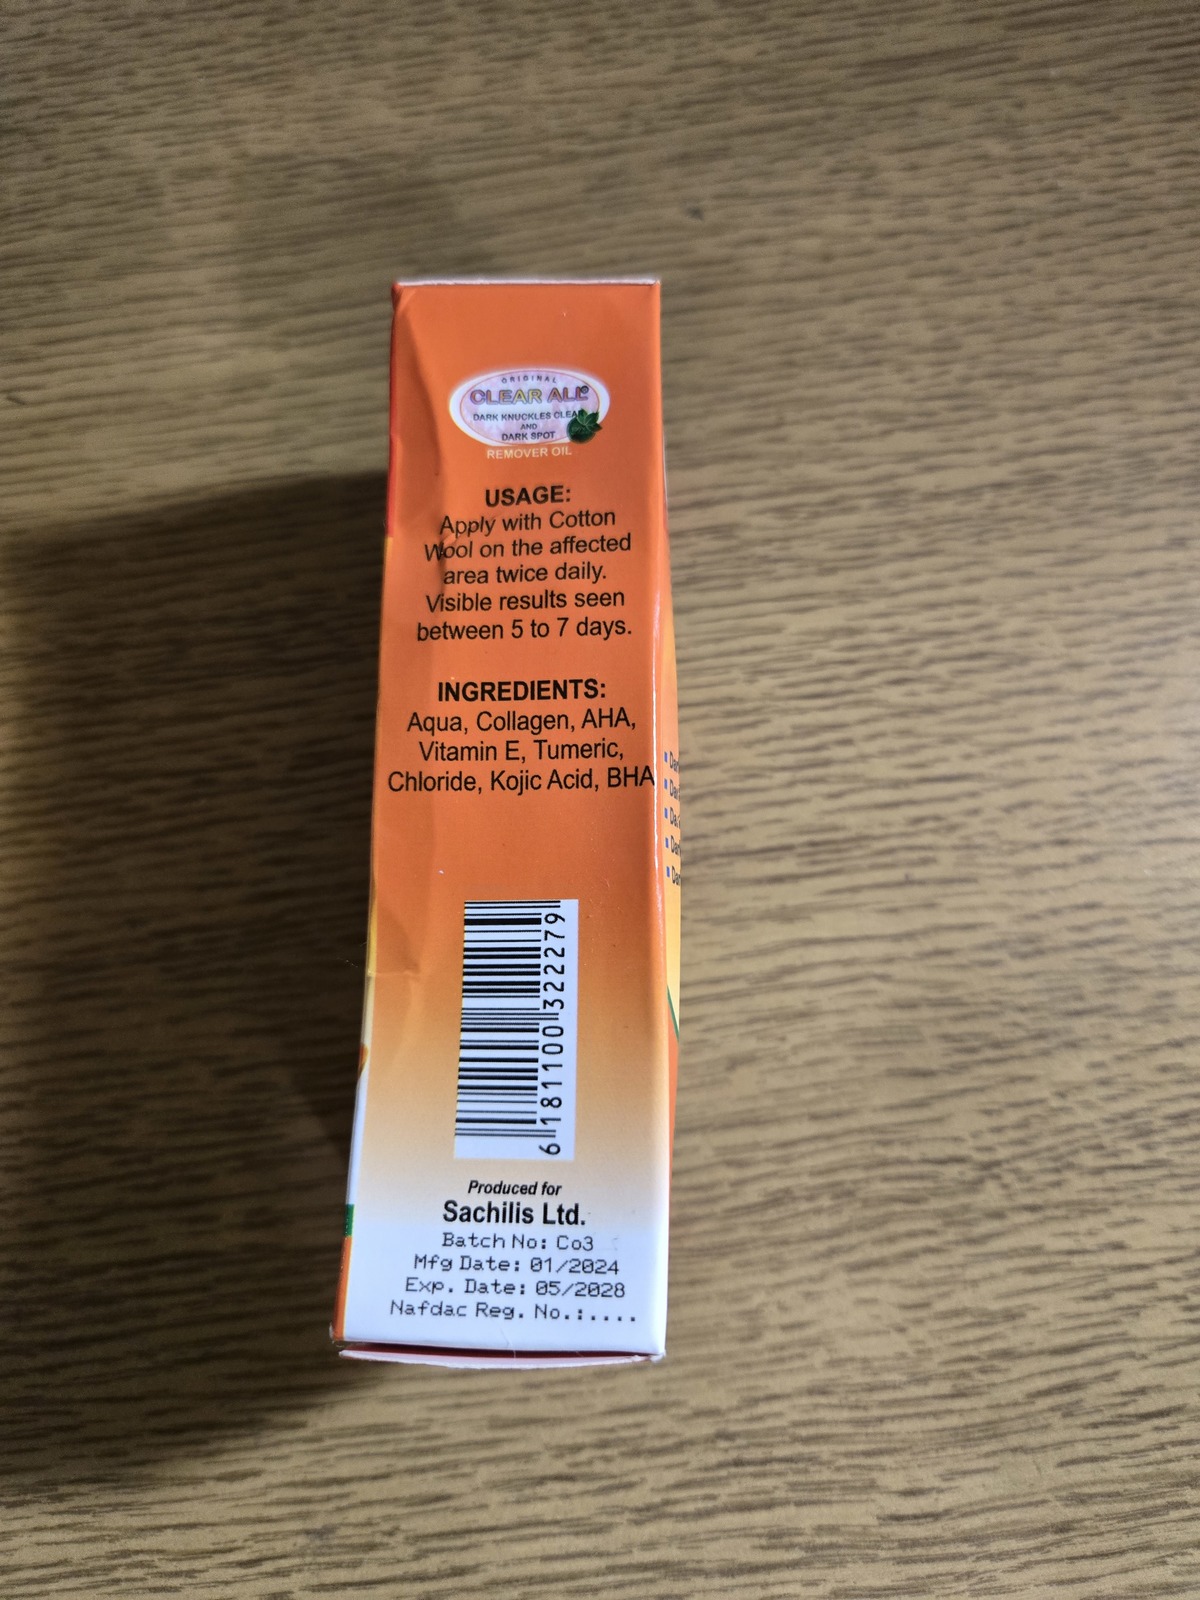 ORIGINAL
CLEAR ALL
DARK KNUCKLES CLEAR
AND
DARK SPOT
REMOVER OIL
USAGE:
Apply with Cotton
Wool on the affected
area twice daily.
Visible results seen
between 5 to 7 days.
INGREDIENTS:
Aqua, Collagen, AHA,
Vitamin E, Tumeric,
Chloride, Kojic Acid, BHA
6 181100 322279
Produced for
Sachilis Ltd.
Batch No: Co3
Mfg Date: 01/2024
Exp. Date: 05/2028
Nafdac Reg. No.:....